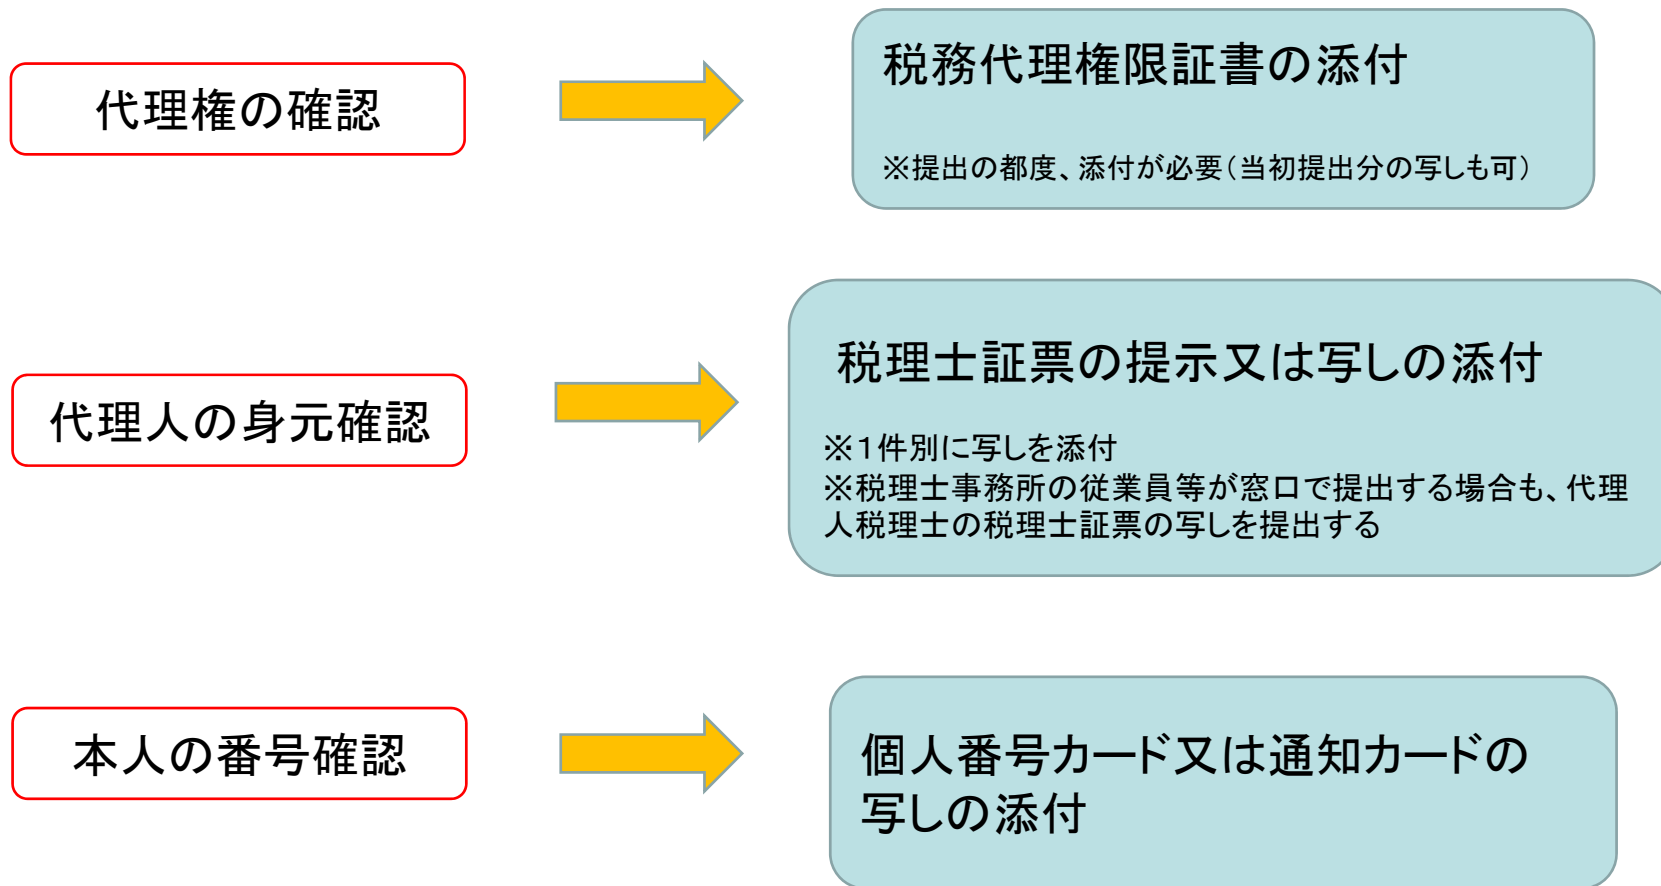 代理権の確認
税務代理権限証書の添付
※提出の都度、添付が必要（当初提出分の写しも可）
代理人の身元確認
税理士証票の提示又は写しの添付
※１件別に写しを添付
※税理士事務所の従業員等が窓口で提出する場合も、代理
人税理士の税理士証票の写しを提出する
本人の番号確認
個人番号カード又は通知カードの
写しの添付